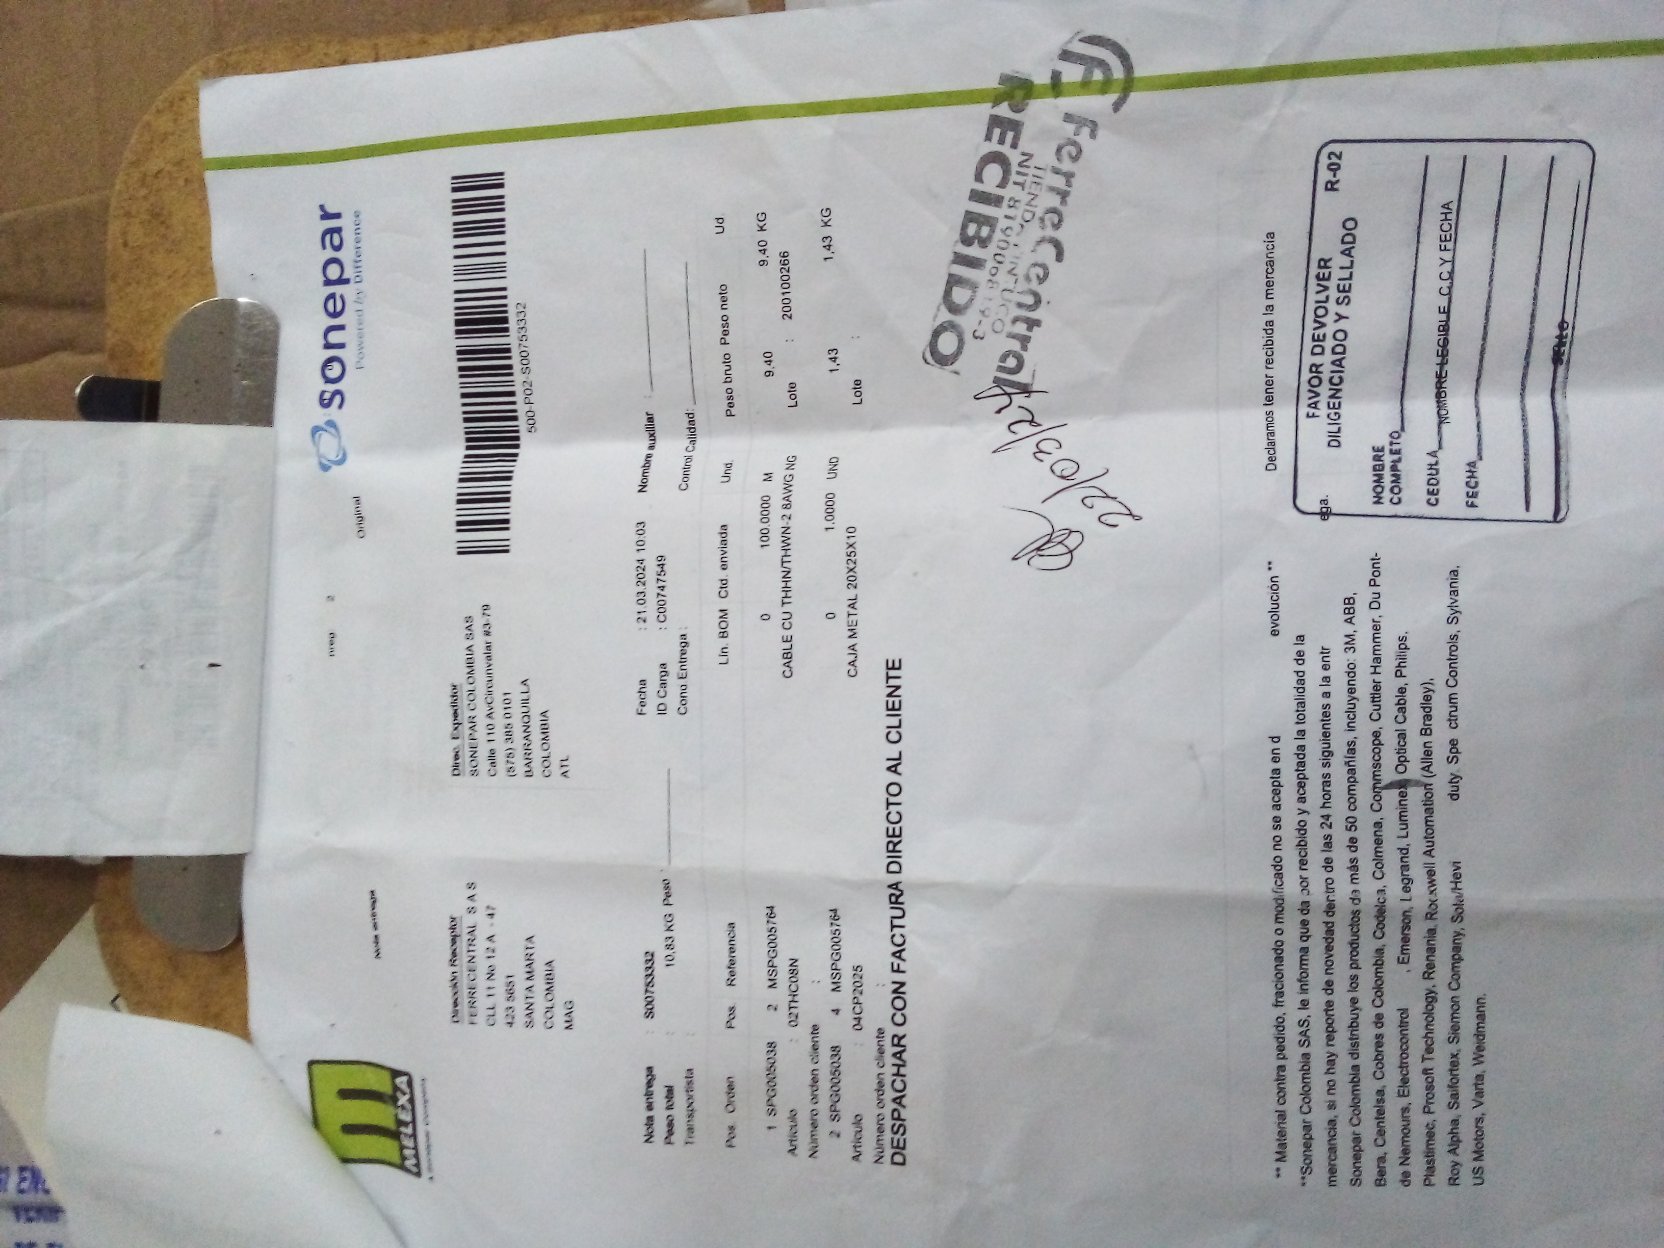 MELEXA
sonepar
Powered by Difference
Nota entrega
Original
500-P02-S00753332
Dirección Receptor
FERRECENTRAL S A S
CLL 11 No 12 A - 47
423 5651
SANTA MARTA
COLOMBIA
MAG
Direc. Expedidor
SONEPAR COLOMBIA SAS
Calle 110 AvCircunvalar #3-79
(575) 385 0101
BARRANQUILLA
COLOMBIA
ATL
Nota entrega : S00753332 Fecha : 21.03.2024 10:03 Nombre auxiliar :
Peso total : 10,83 KG Peso ID Carga : C00747549 Control Calidad:
Transportista : Cono Entrega :
Pos. Orden Pos. Referencia Lín. BOM Ctd. enviada Und. Peso bruto Peso neto Ud
1 SPG005038 2 MSPG005764 0 100.0000 M 9,40 9,40 KG
Artículo : 02THC08N CABLE CU THHN/THWN-2 8AWG NG Lote : 200100266
Número orden cliente :
2 SPG005038 4 MSPG005764 0 1.0000 UND 1,43 1,43 KG
Artículo : 04CP2025 CAJA METAL 20X25X10 Lote :
Número orden cliente :
DESPACHAR CON FACTURA DIRECTO AL CLIENTE
FerreCentral
NIT 819006819-3
RECIBIDO
22/03/24
** Material contra pedido, fracionado o modificado no se acepta en d evolución **
**Sonepar Colombia SAS, le informa que da por recibido y aceptada la totalidad de la
mercancia, si no hay reporte de novedad dentro de las 24 horas siguientes a la entr ega.
Sonepar Colombia distribuye los productos de más de 50 compañías, incluyendo: 3M, ABB,
Bera, Centelsa, Cobres de Colombia, Codelca, Colmena, Commscope, Cuttler Hammer, Du Pont-
de Nemours, Electrocontrol , Emerson, Legrand, Luminex, Optical Cable, Philips,
Plastimec, Prosoft Technology, Renania, Rockwell Automation (Allen Bradley),
Roy Alpha, Saifortex, Siemon Company, Sola/Hevi duty, Spe ctrum Controls, Sylvania,
US Motors, Varta, Weidmann.
Declaramos tener recibida la mercancia
FAVOR DEVOLVER
DILIGENCIADO Y SELLADO R-02
NOMBRE
COMPLETO
NOMBRE LEGIBLE C.C Y FECHA
CEDULA
FECHA
SELLO